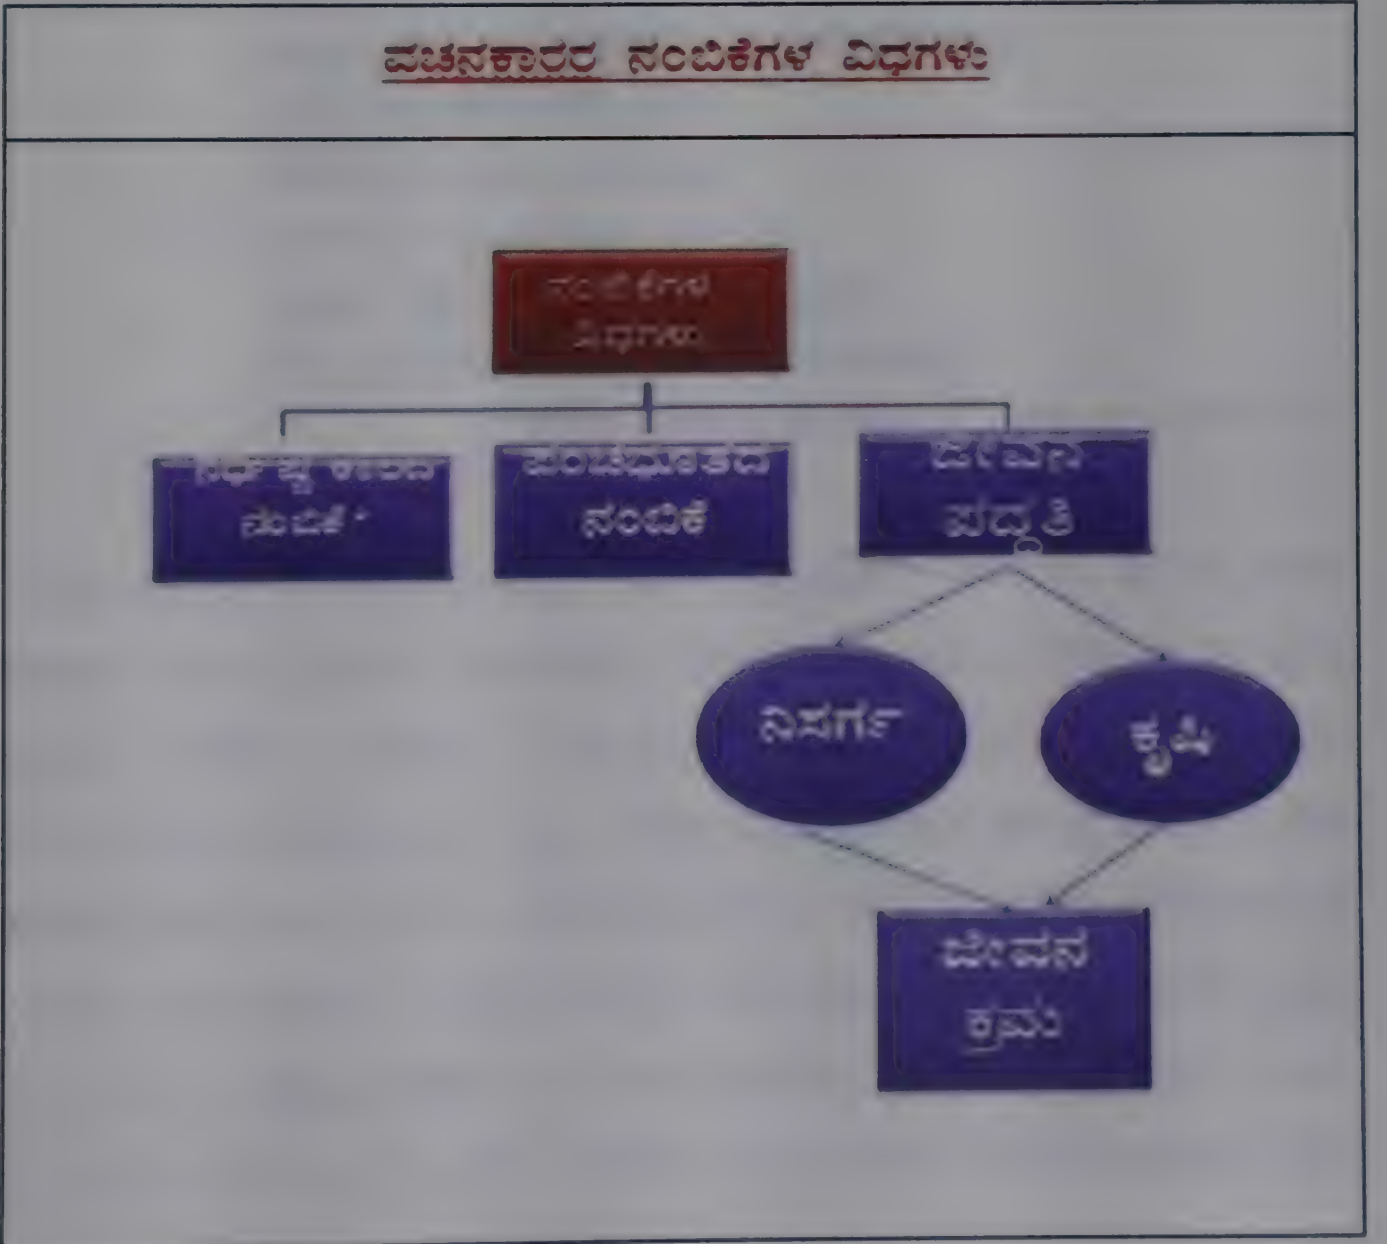 ವಚನಕಾರರ ನಂಬಿಕೆಗಳ ವಿಧಗಳು
ನಂಬಿಕೆಗಳ
ವಿಧಗಳು
ನಂಬಿಕೆ
ಪಂಚಭೂತದ
ನಂಬಿಕೆ
ಜೀವನ
ಪದ್ಧತಿ
ನಿಸರ್ಗ
ಕೃಷಿ
ಜೀವನ
ಕ್ರಮ